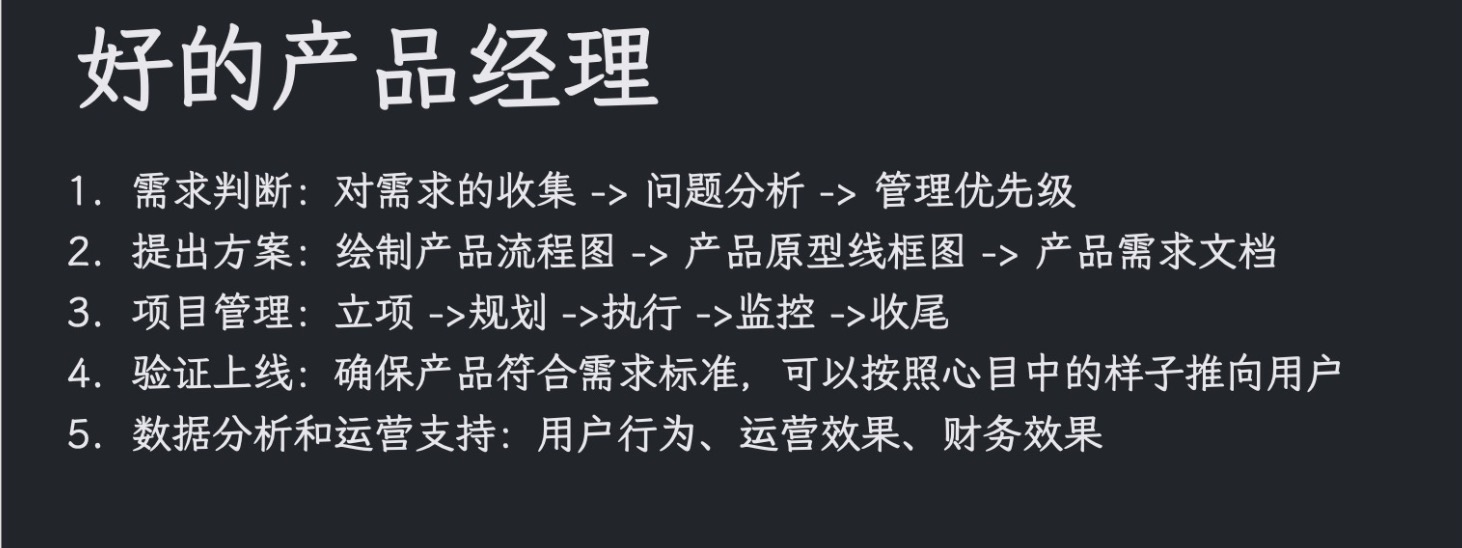 好的产品经理
1. 需求判断：对需求的收集 -> 问题分析 -> 管理优先级
2. 提出方案：绘制产品流程图 -> 产品原型线框图 -> 产品需求文档
3. 项目管理：立项 ->规划 ->执行 ->监控 ->收尾
4. 验证上线：确保产品符合需求标准，可以按照心目中的样子推向用户
5. 数据分析和运营支持：用户行为、运营效果、财务效果